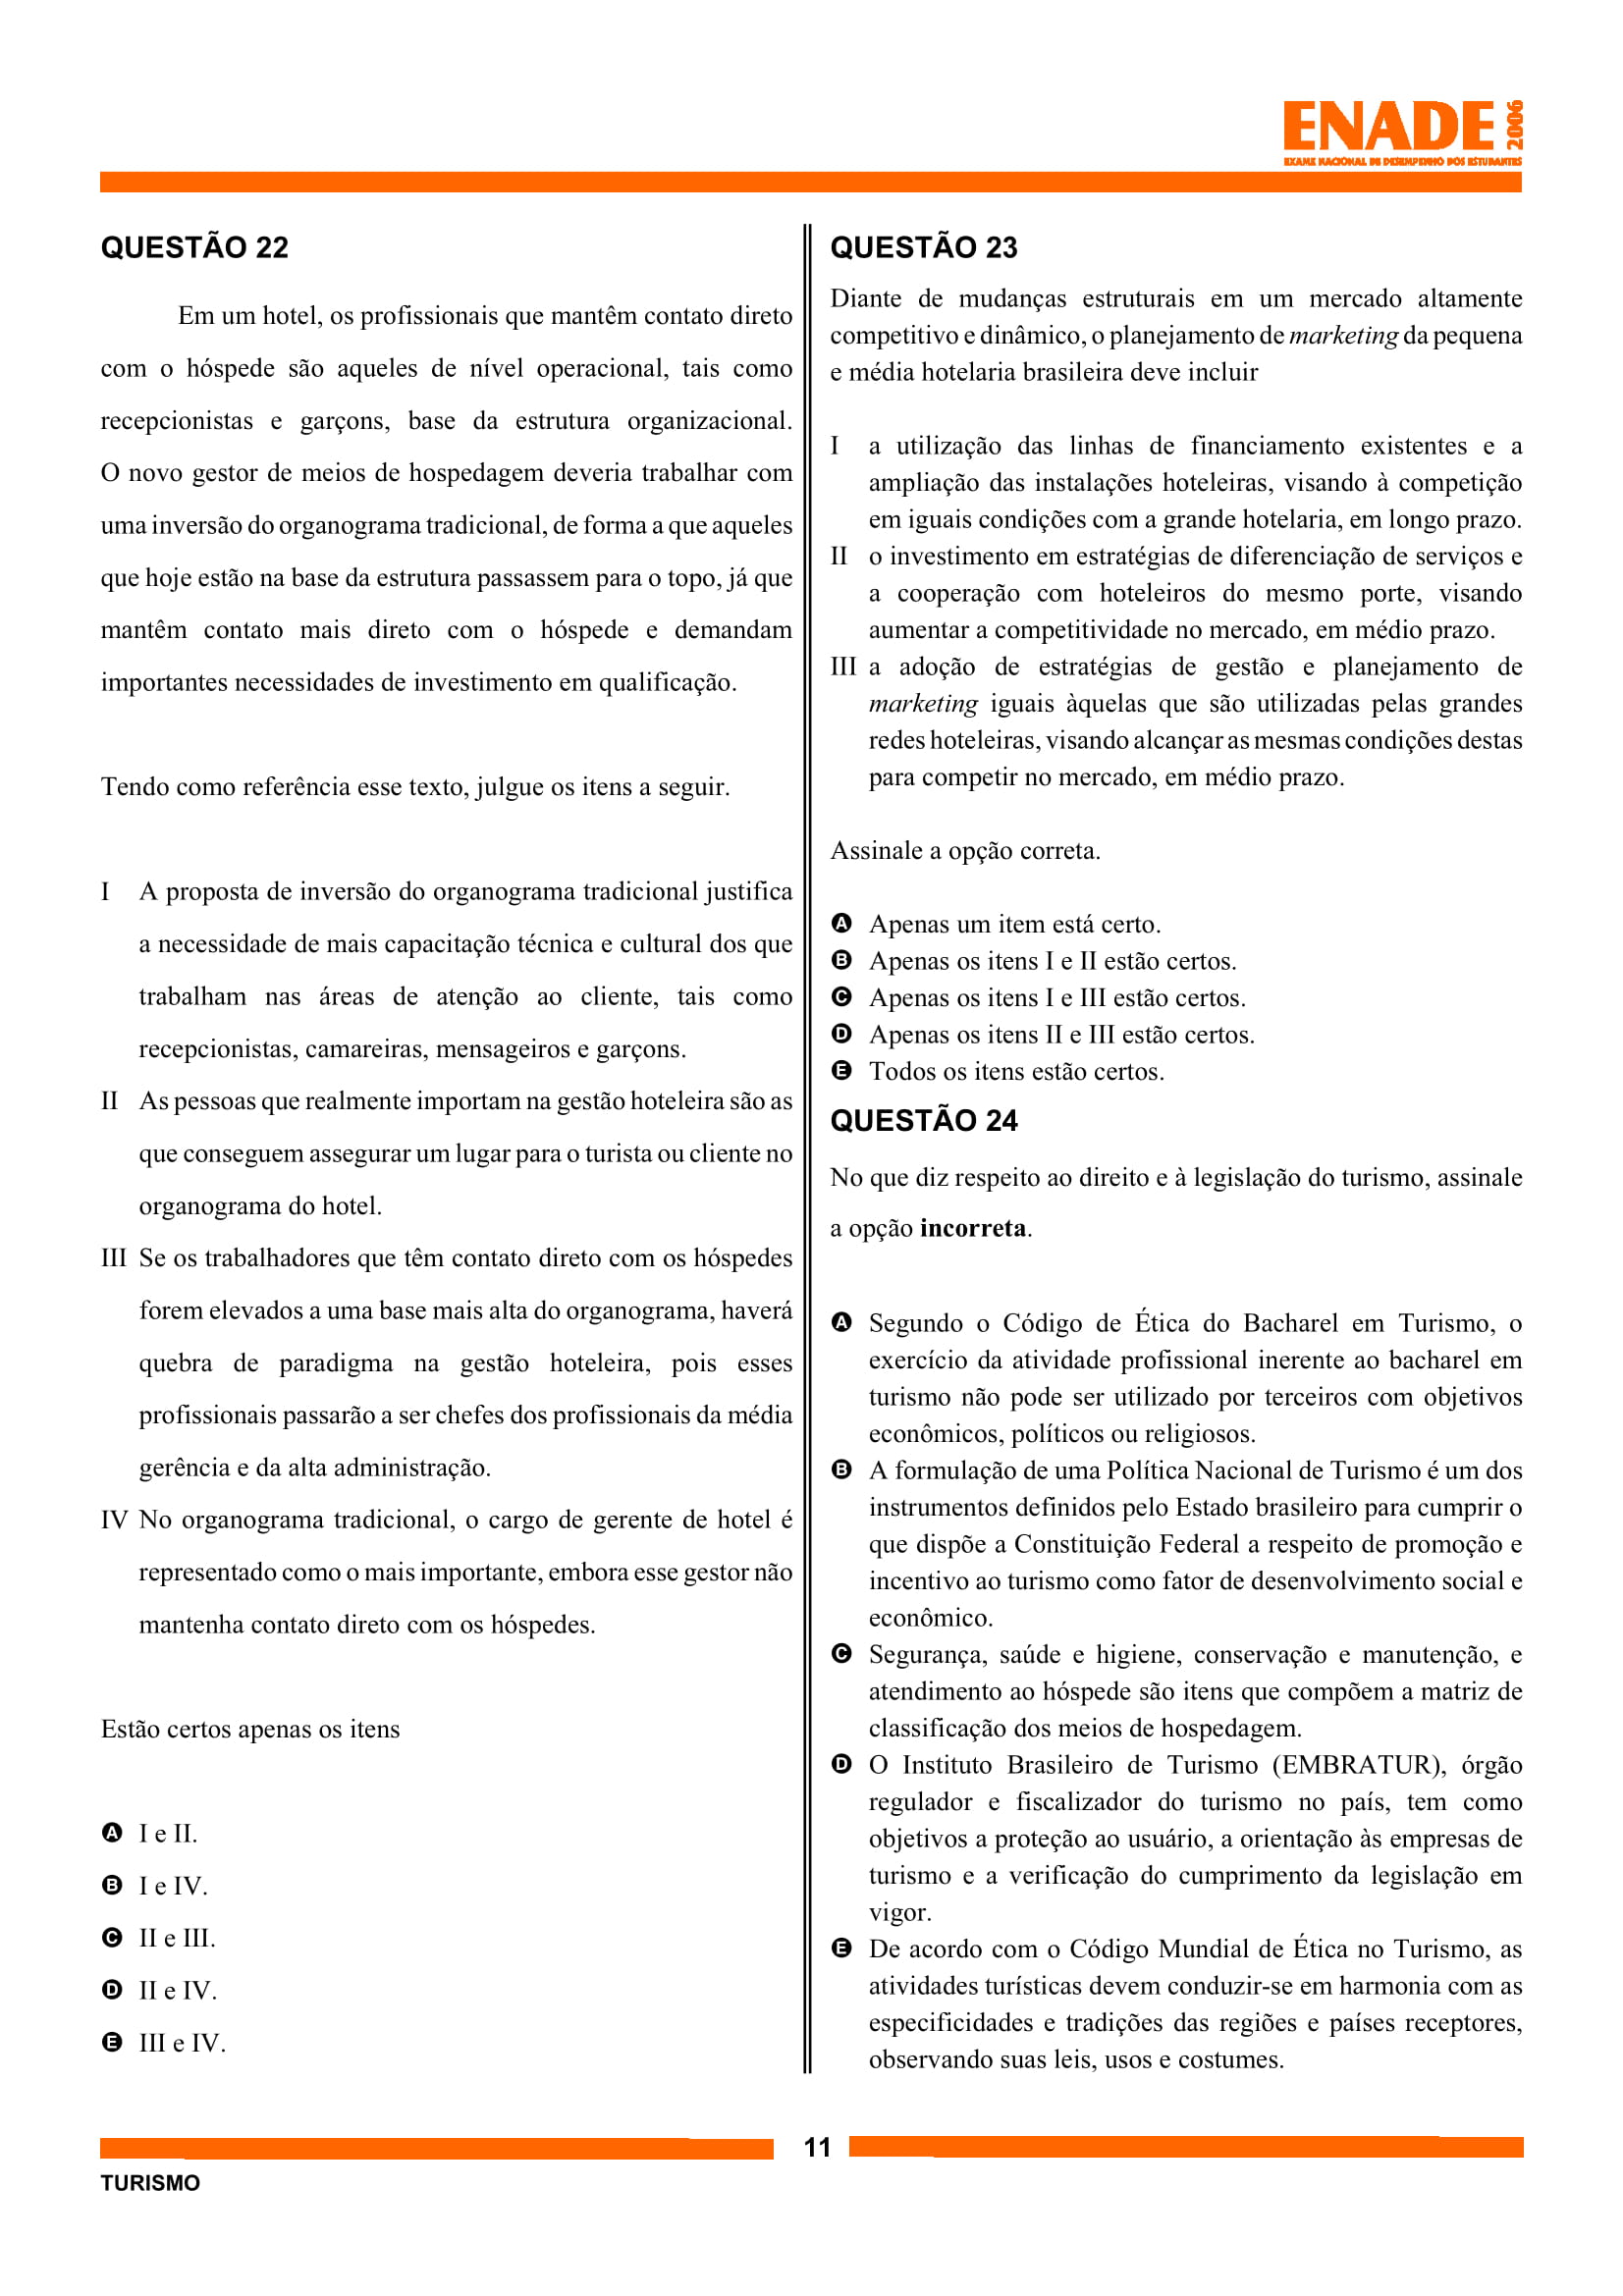 ENADE 2006
EXAME NACIONAL DE DESEMPENHO DOS ESTUDANTES
QUESTÃO 22
Em um hotel, os profissionais que mantêm contato direto
com o hóspede são aqueles de nível operacional, tais como
recepcionistas e garçons, base da estrutura organizacional.
O novo gestor de meios de hospedagem deveria trabalhar com
uma inversão do organograma tradicional, de forma a que aqueles
que hoje estão na base da estrutura passassem para o topo, já que
mantêm contato mais direto com o hóspede e demandam
importantes necessidades de investimento em qualificação.
Tendo como referência esse texto, julgue os itens a seguir.
I A proposta de inversão do organograma tradicional justifica
a necessidade de mais capacitação técnica e cultural dos que
trabalham nas áreas de atenção ao cliente, tais como
recepcionistas, camareiras, mensageiros e garçons.
II As pessoas que realmente importam na gestão hoteleira são as
que conseguem assegurar um lugar para o turista ou cliente no
organograma do hotel.
III Se os trabalhadores que têm contato direto com os hóspedes
forem elevados a uma base mais alta do organograma, haverá
quebra de paradigma na gestão hoteleira, pois esses
profissionais passarão a ser chefes dos profissionais da média
gerência e da alta administração.
IV No organograma tradicional, o cargo de gerente de hotel é
representado como o mais importante, embora esse gestor não
mantenha contato direto com os hóspedes.
Estão certos apenas os itens
A I e II.
B I e IV.
C II e III.
D II e IV.
E III e IV.
QUESTÃO 23
Diante de mudanças estruturais em um mercado altamente
competitivo e dinâmico, o planejamento de marketing da pequena
e média hotelaria brasileira deve incluir
I a utilização das linhas de financiamento existentes e a
ampliação das instalações hoteleiras, visando à competição
em iguais condições com a grande hotelaria, em longo prazo.
II o investimento em estratégias de diferenciação de serviços e
a cooperação com hoteleiros do mesmo porte, visando
aumentar a competitividade no mercado, em médio prazo.
III a adoção de estratégias de gestão e planejamento de
marketing iguais àquelas que são utilizadas pelas grandes
redes hoteleiras, visando alcançar as mesmas condições destas
para competir no mercado, em médio prazo.
Assinale a opção correta.
A Apenas um item está certo.
B Apenas os itens I e II estão certos.
C Apenas os itens I e III estão certos.
D Apenas os itens II e III estão certos.
E Todos os itens estão certos.
QUESTÃO 24
No que diz respeito ao direito e à legislação do turismo, assinale
a opção incorreta.
A Segundo o Código de Ética do Bacharel em Turismo, o
exercício da atividade profissional inerente ao bacharel em
turismo não pode ser utilizado por terceiros com objetivos
econômicos, políticos ou religiosos.
B A formulação de uma Política Nacional de Turismo é um dos
instrumentos definidos pelo Estado brasileiro para cumprir o
que dispõe a Constituição Federal a respeito de promoção e
incentivo ao turismo como fator de desenvolvimento social e
econômico.
C Segurança, saúde e higiene, conservação e manutenção, e
atendimento ao hóspede são itens que compõem a matriz de
classificação dos meios de hospedagem.
D O Instituto Brasileiro de Turismo (EMBRATUR), órgão
regulador e fiscalizador do turismo no país, tem como
objetivos a proteção ao usuário, a orientação às empresas de
turismo e a verificação do cumprimento da legislação em
vigor.
E De acordo com o Código Mundial de Ética no Turismo, as
atividades turísticas devem conduzir-se em harmonia com as
especificidades e tradições das regiões e países receptores,
observando suas leis, usos e costumes.
11
TURISMO